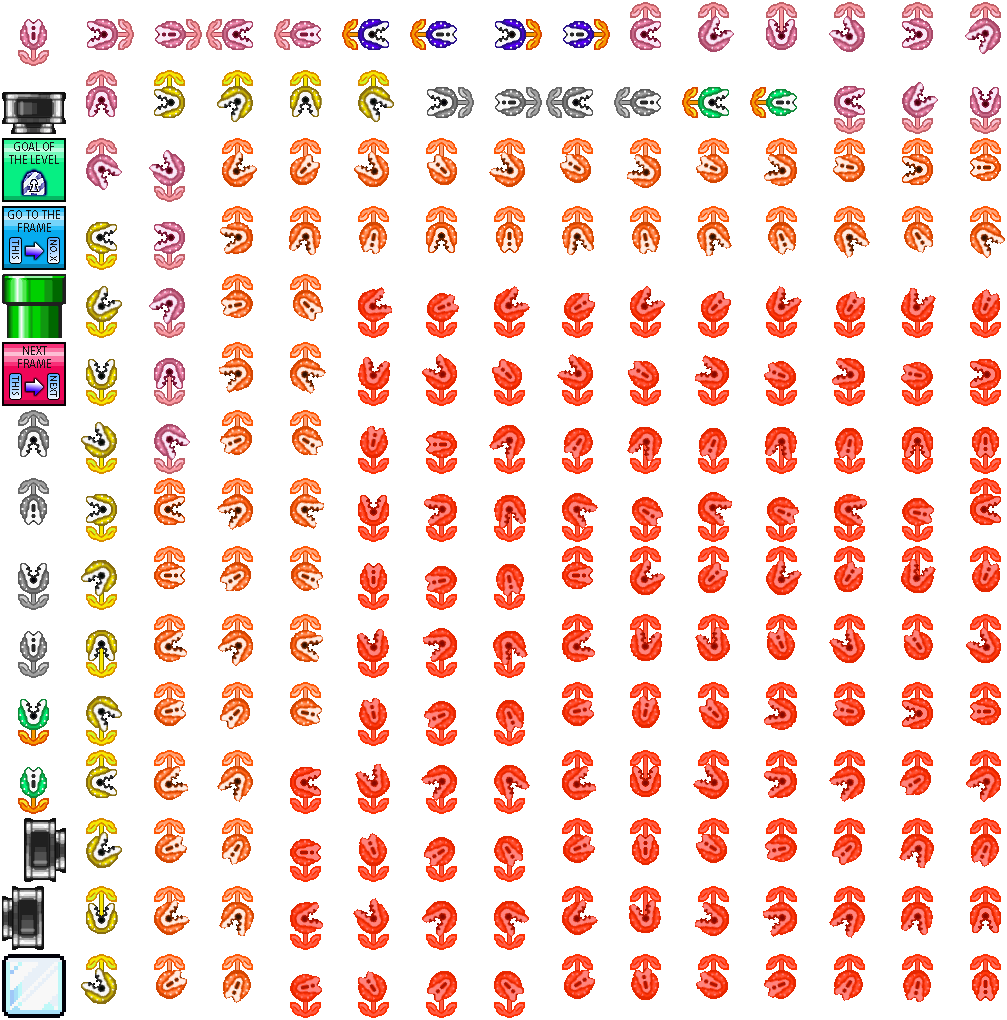 GOAL OF
THE LEVEL
GO TO THE
FRAME
THIS
NO.X
NEXT
FRAME
THIS
NEXT